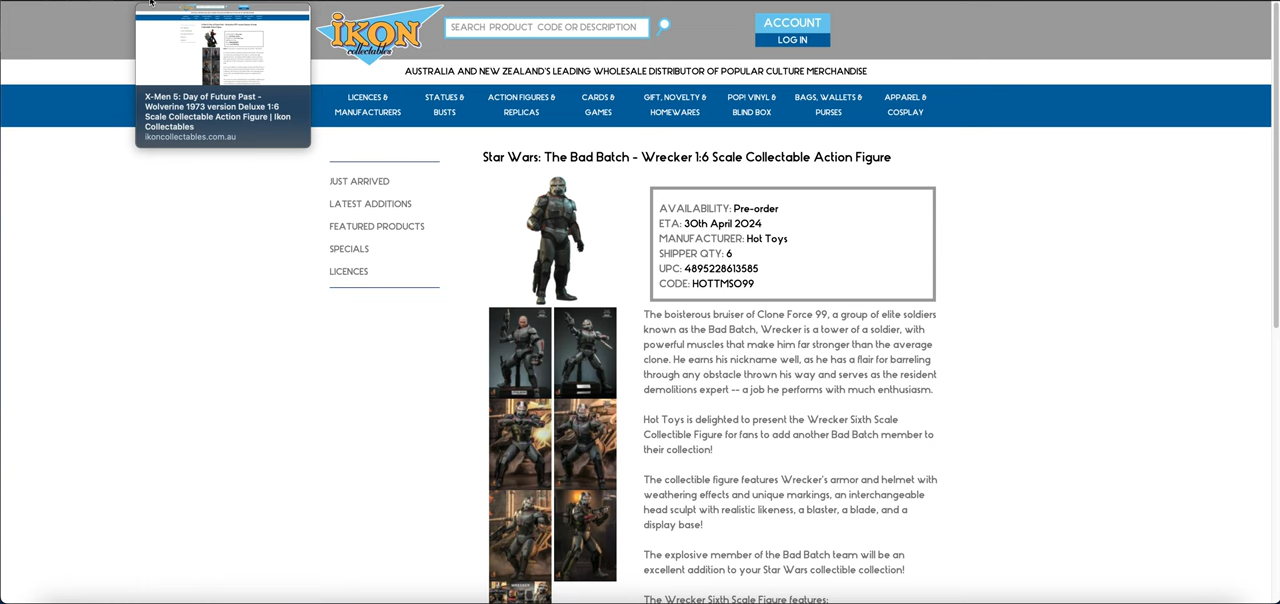 X-Men 5: Day of Future Past -
Wolverine 1973 version Deluxe 1:6
Scale Collectable Action Figure | Ikon
Collectables
ikoncollectables.com.au
IKON
collectables
SEARCH PRODUCT CODE OR DESCRIPTION
ACCOUNT
LOG IN
AUSTRALIA AND NEW ZEALAND'S LEADING WHOLESALE DISTRIBUTOR OF POPULAR CULTURE MERCHANDISE
LICENCES &
MANUFACTURERS
STATUES &
BUSTS
ACTION FIGURES &
REPLICAS
CARDS &
GAMES
GIFT, NOVELTY &
HOMEWARES
POP! VINYL &
BLIND BOX
BAGS, WALLETS &
PURSES
APPAREL &
COSPLAY
JUST ARRIVED
LATEST ADDITIONS
FEATURED PRODUCTS
SPECIALS
LICENCES
Star Wars: The Bad Batch - Wrecker 1:6 Scale Collectable Action Figure
AVAILABILITY: Pre-order
ETA: 30th April 2024
MANUFACTURER: Hot Toys
SHIPPER QTY: 6
UPC: 4895228613585
CODE: HOTTMS099
The boisterous bruiser of Clone Force 99, a group of elite soldiers
known as the Bad Batch, Wrecker is a tower of a soldier, with
powerful muscles that make him far stronger than the average
clone. He earns his nickname well, as he has a flair for barreling
through any obstacle thrown his way and serves as the resident
demolitions expert -- a job he performs with much enthusiasm.
Hot Toys is delighted to present the Wrecker Sixth Scale
Collectible Figure for fans to add another Bad Batch member to
their collection!
The collectible figure features Wrecker's armor and helmet with
weathering effects and unique markings, an interchangeable
head sculpt with realistic likeness, a blaster, a blade, and a
display base!
The explosive member of the Bad Batch team will be an
excellent addition to your Star Wars collectible collection!
The Wrecker Sixth Scale Figure features: